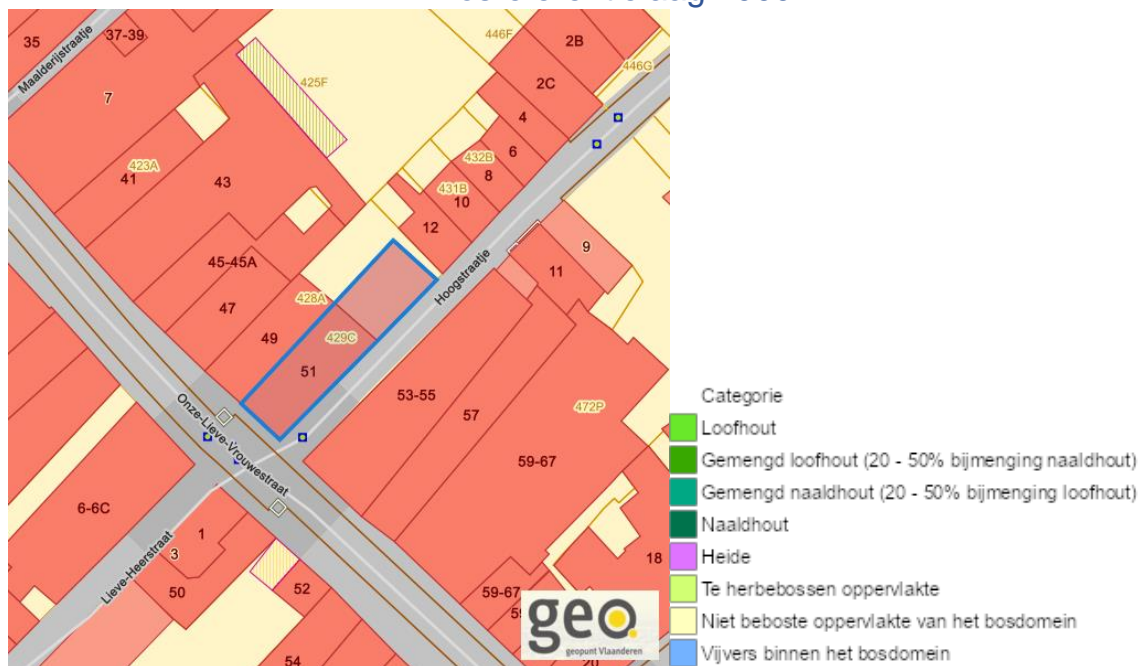 35
37-39
Maalderijstraatje
7
425F
446F
2B
446G
2C
4
6
432B
8
431B
10
12
423A
41
43
9
11
Hoogstraatje
45-45A
47
428A
49
429C
51
53-55
57
472P
59-67
Onze-Lieve-Vrouwestraat
6-6C
1
3
Lieve-Heerstraat
50
52
54
59-67
18
20
geo
geopunt Vlaanderen
Categorie
Loofhout
Gemengd loofhout (20 - 50% bijmenging naaldhout)
Gemengd naaldhout (20 - 50% bijmenging loofhout)
Naaldhout
Heide
Te herbebossen oppervlakte
Niet beboste oppervlakte van het bosdomein
Vijvers binnen het bosdomein